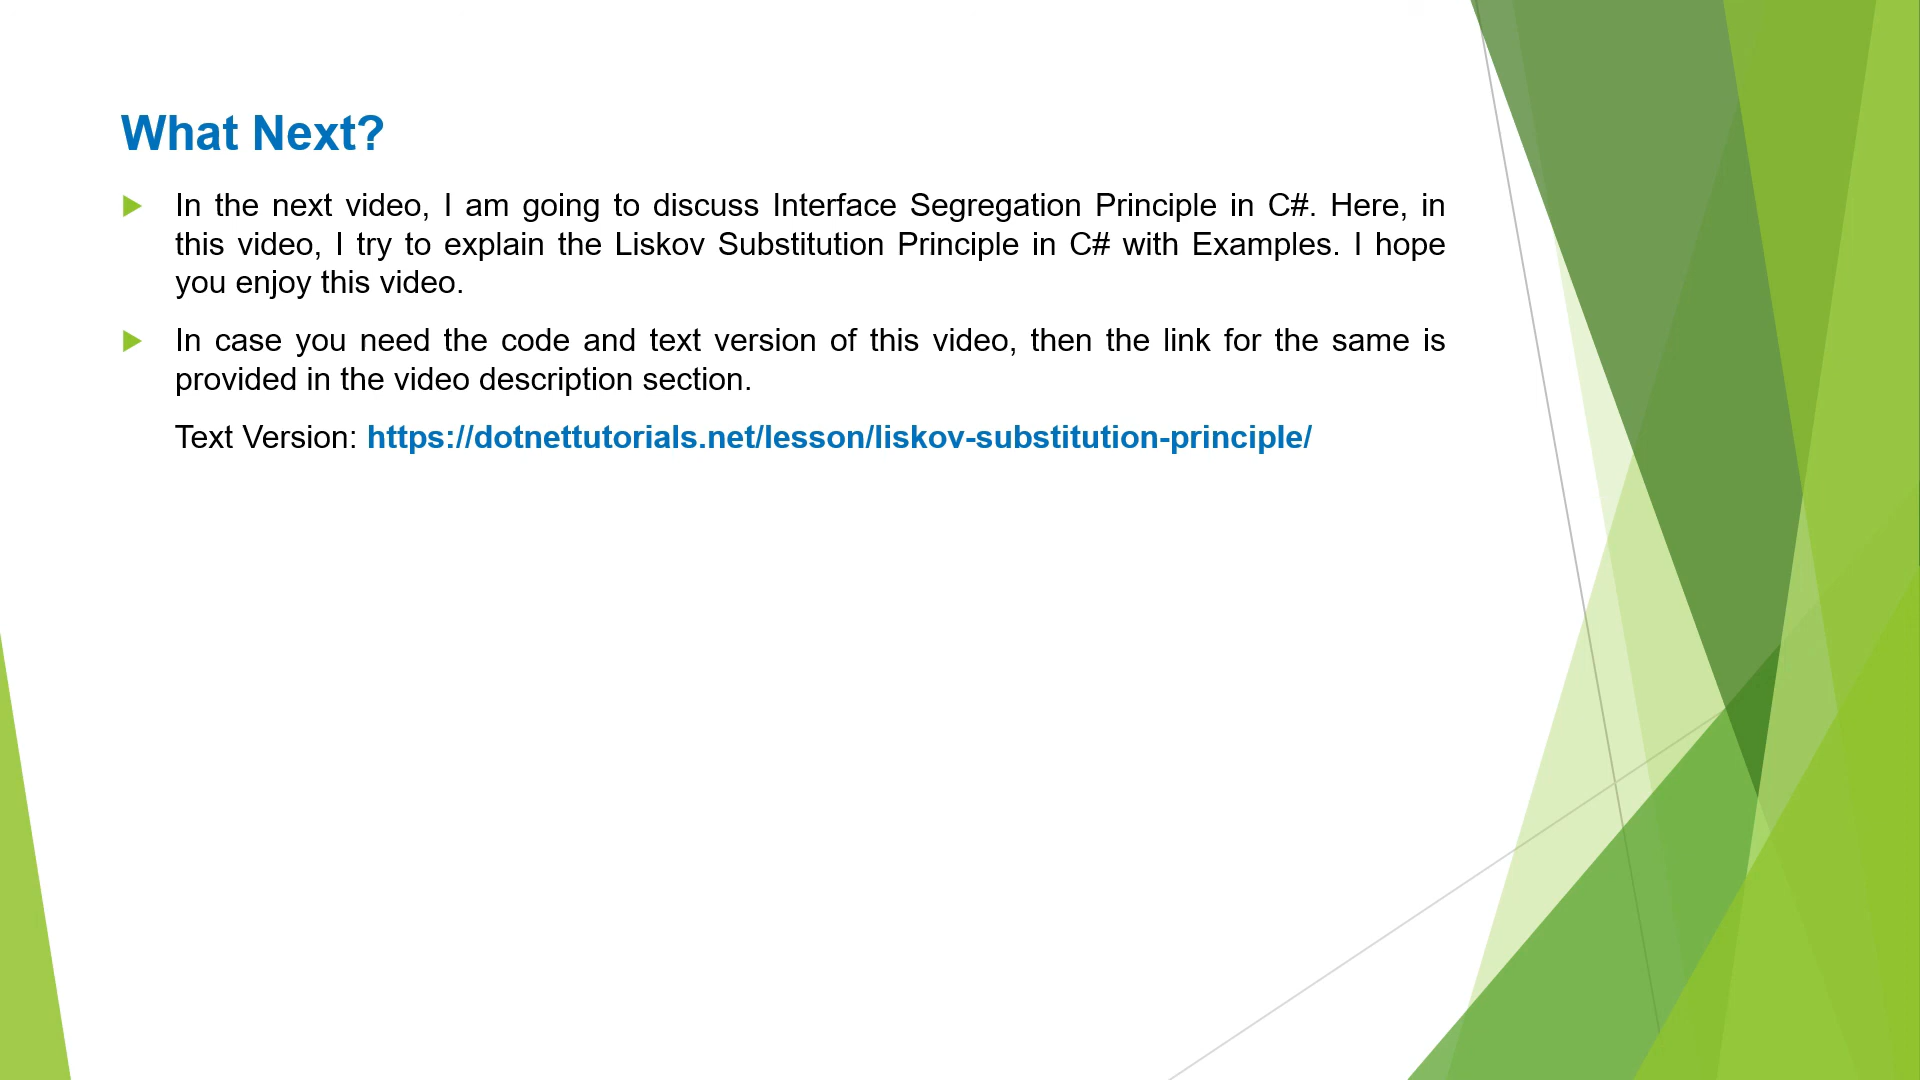 What Next?
In the next video, I am going to discuss Interface Segregation Principle in C#. Here, in
this video, I try to explain the Liskov Substitution Principle in C# with Examples. I hope
you enjoy this video.
In case you need the code and text version of this video, then the link for the same is
provided in the video description section.
Text Version: https://dotnettutorials.net/lesson/liskov-substitution-principle/